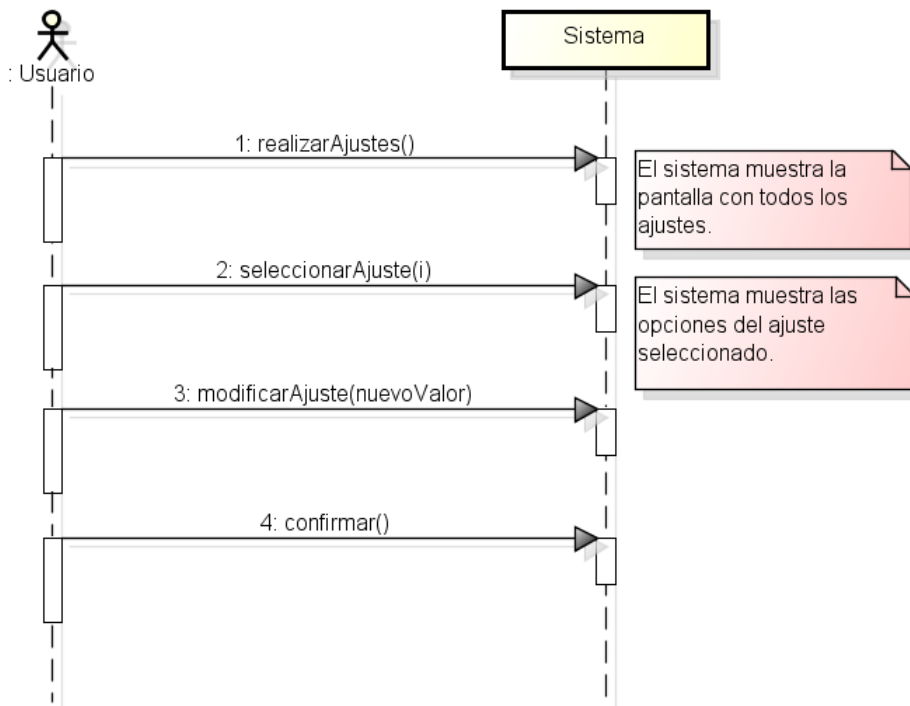 : Usuario
Sistema
1: realizarAjustes()
El sistema muestra la
pantalla con todos los
ajustes.
2: seleccionarAjuste(i)
El sistema muestra las
opciones del ajuste
seleccionado.
3: modificarAjuste(nuevoValor)
4: confirmar()